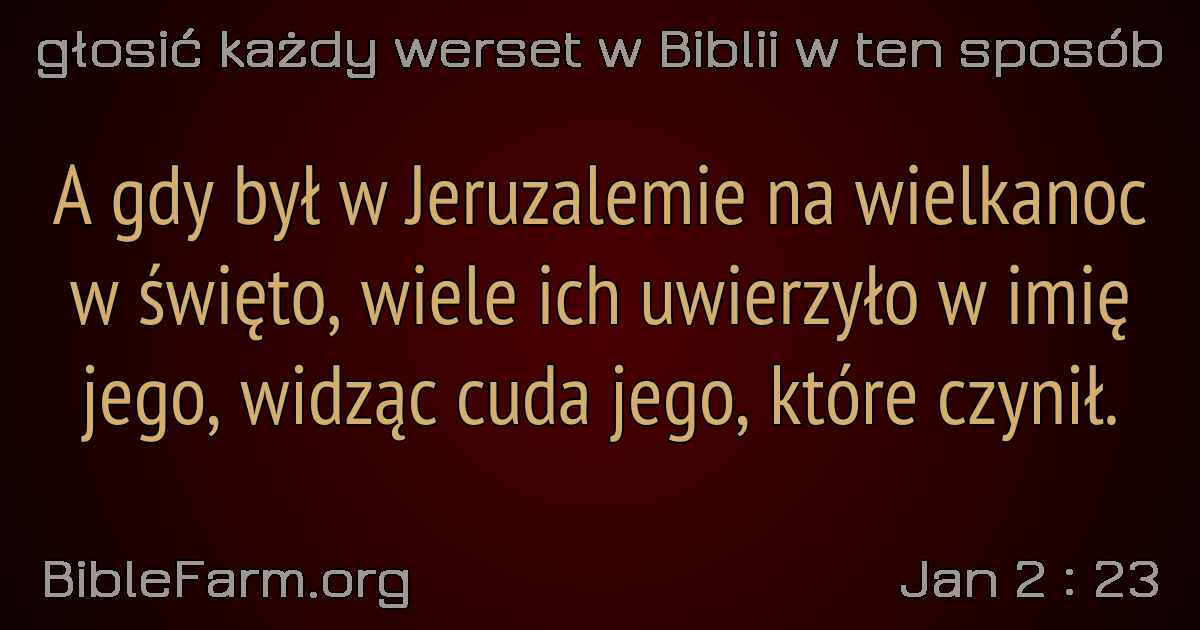 głosić każdy werset w Biblii w ten sposób
A gdy był w Jeruzalemie na wielkanoc
w święto, wiele ich uwierzyło w imię
jego, widząc cuda jego, które czynił.
BibleFarm.org
Jan 2 : 23